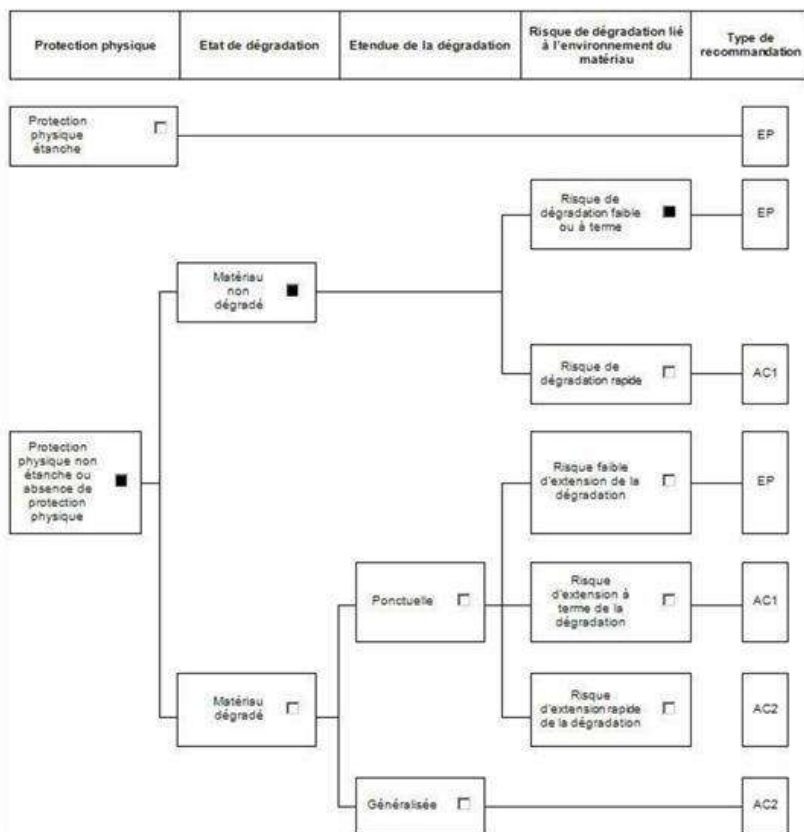 Protection physique
Etat de dégradation
Etendue de la dégradation
Risque de dégradation lié
à l'environnement du
matériau
Type de
recommandation
Protection
physique
étanche
EP
Risque de
dégradation faible
ou à terme
EP
Matériau
non
dégradé
Risque de
dégradation rapide
AC1
Protection
physique non
étanche ou
absence de
protection
physique
Risque faible
d'extension de la
dégradation
EP
Ponctuelle
Risque
d'extension à
terme de la
dégradation
AC1
Matériau
dégradé
Risque
d'extension rapide
de la dégradation
AC2
Généralisée
AC2